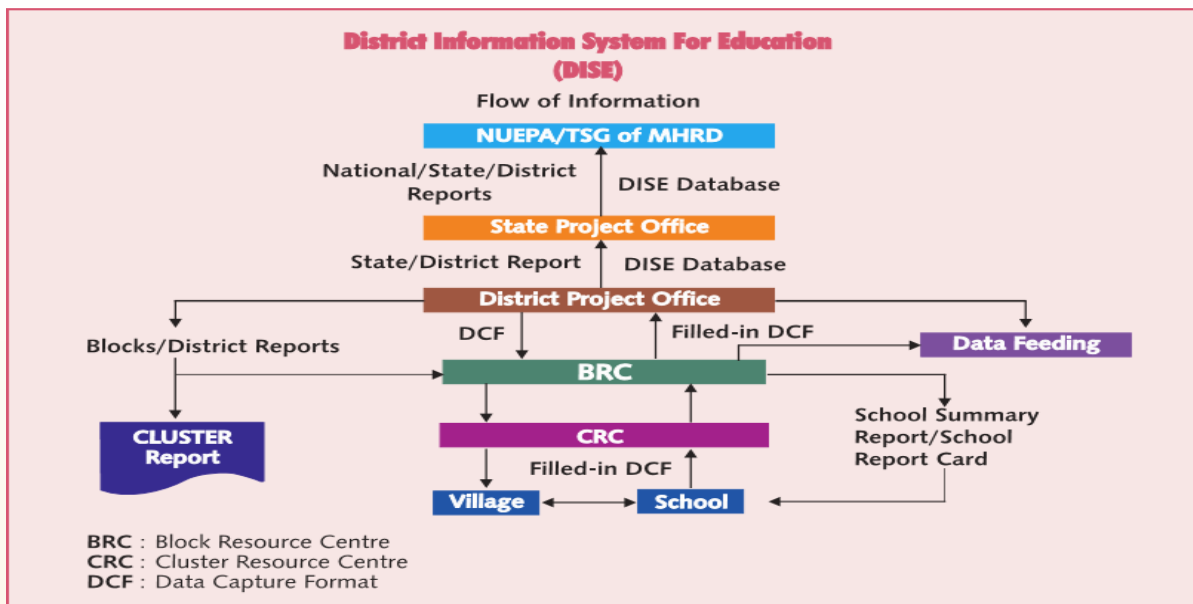 District Information System For Education
(DISE)
Flow of Information
NUEPA/TSG of MHRD
National/State/District
Reports
DISE Database
State Project Office
State/District Report
DISE Database
District Project Office
DCF
Filled-in DCF
Blocks/District Reports
Data Feeding
BRC
CLUSTER
Report
CRC
School Summary
Report/School
Report Card
Filled-in DCF
Village
School
BRC : Block Resource Centre
CRC : Cluster Resource Centre
DCF : Data Capture Format